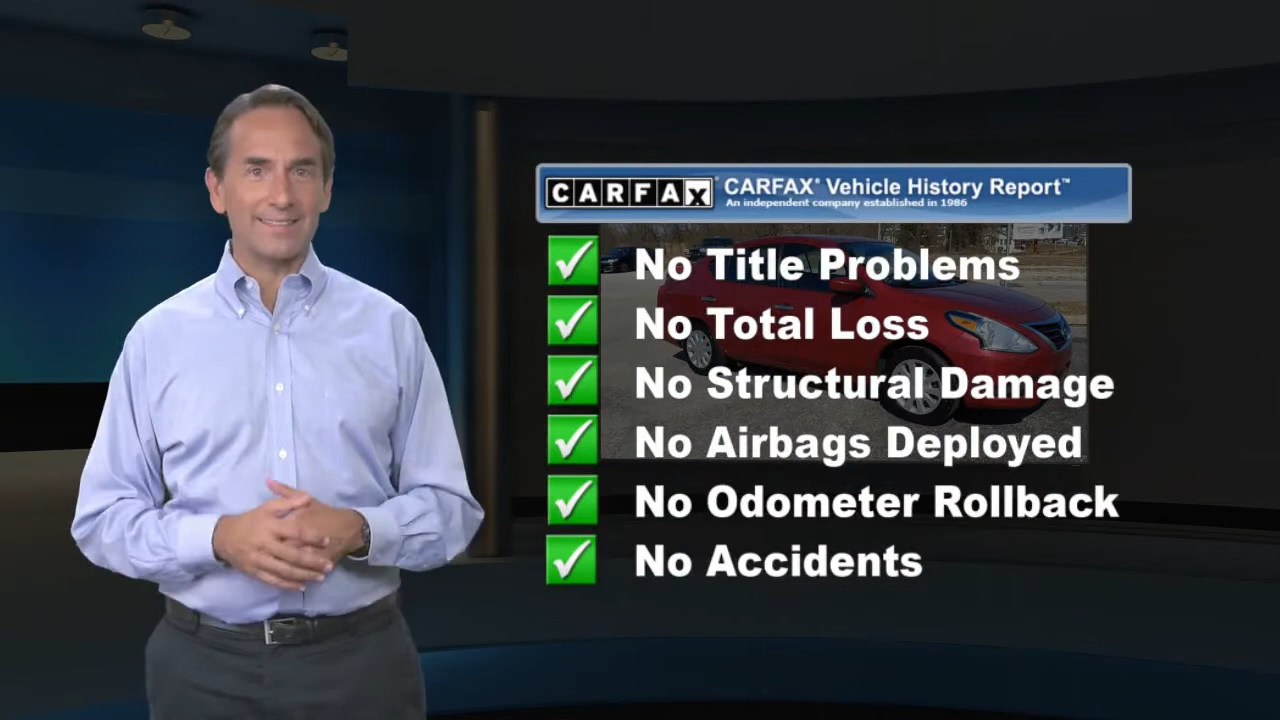 CARFAX® CARFAX® Vehicle History Report™
An independent company established in 1986
No Title Problems
No Total Loss
No Structural Damage
No Airbags Deployed
No Odometer Rollback
No Accidents